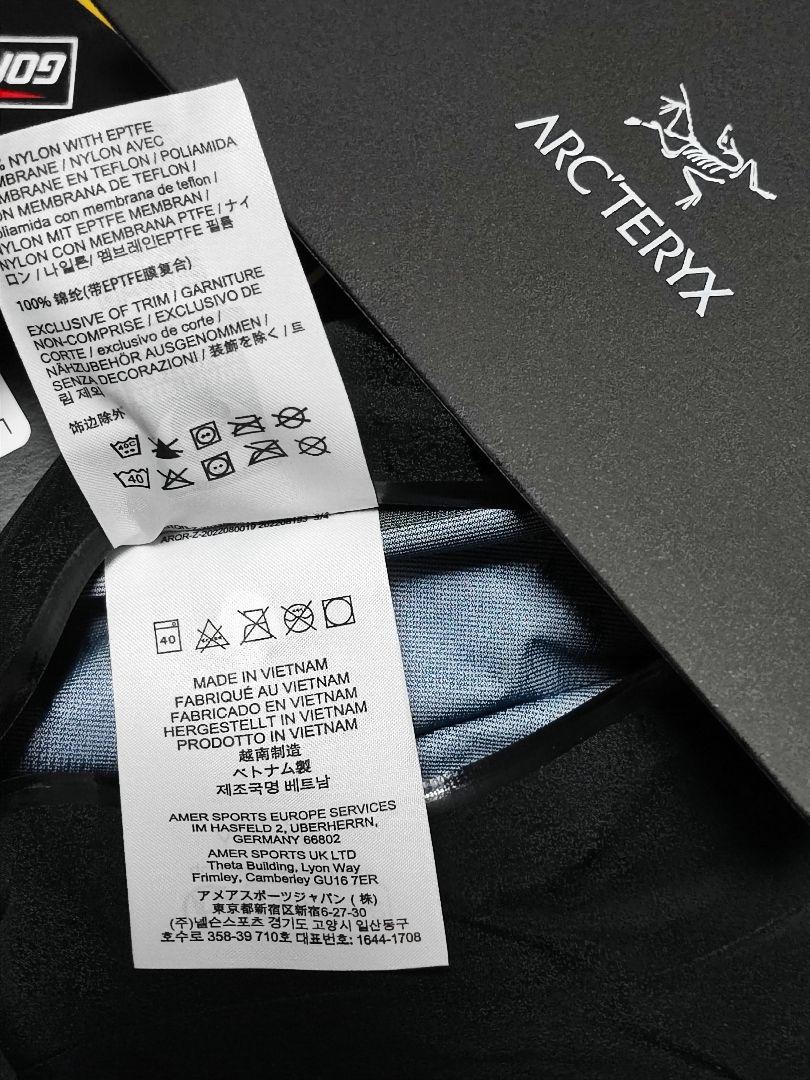 ARC'TERYX
% NYLON WITH EPTFE
MBRANE / NYLON AVEC
MBRANE EN TEFLON / POLIAMIDA
ON MEMBRANA DE TEFLON /
oliamida con membrana de teflon /
NYLON MIT EPTFE MEMBRAN /
NYLON CON MEMBRANA PTFE / ナイ
ロン / 나일론/ 멤브레인EPTFE 필름
100% 锦纶(带EPTFE膜复合)
EXCLUSIVE OF TRIM / GARNITURE
NON-COMPRISE / EXCLUSIVO DE
CORTE / exclusivo de corte /
NÄHZUBEHÖR AUSGENOMMEN /
SENZA DECORAZIONI / 装飾を除く / 트
림 제외
饰边除外
40C
40
ARQR-Z-2022080019 202208193 -3/4
40
MADE IN VIETNAM
FABRIQUÉ AU VIETNAM
FABRICADO EN VIETNAM
HERGESTELLT IN VIETNAM
PRODOTTO IN VIETNAM
越南制造
ベトナム製
제조국명 베트남
AMER SPORTS EUROPE SERVICES
IM HASFELD 2, UBERHERRN,
GERMANY 66802
AMER SPORTS UK LTD
Theta Building, Lyon Way
Frimley, Camberley GU16 7ER
アメアスポーツジャパン ( 株)
東京都新宿区新宿6-27-30
(주)넬슨스포츠 경기도 고양시 일산동구
호수로 358-39 710호 대표번호: 1644-1708